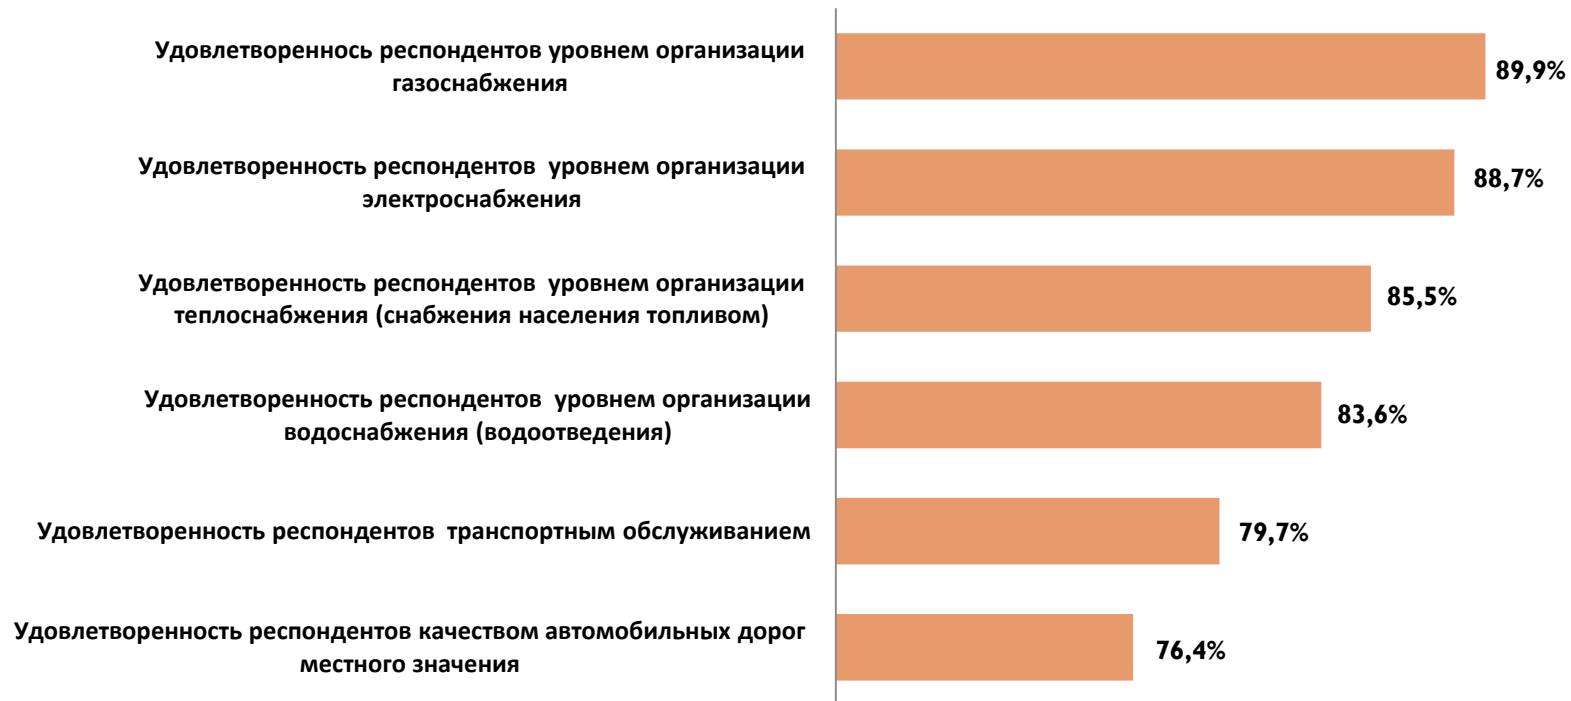 Удовлетвореннось респондентов уровнем организации
газоснабжения
89,9%
Удовлетворенность респондентов  уровнем организации
электроснабжения
88,7%
Удовлетворенность респондентов  уровнем организации
теплоснабжения (снабжения населения топливом)
85,5%
Удовлетворенность респондентов  уровнем организации
водоснабжения (водоотведения)
83,6%
Удовлетворенность респондентов  транспортным обслуживанием
79,7%
Удовлетворенность респондентов качеством автомобильных дорог
местного значения
76,4%